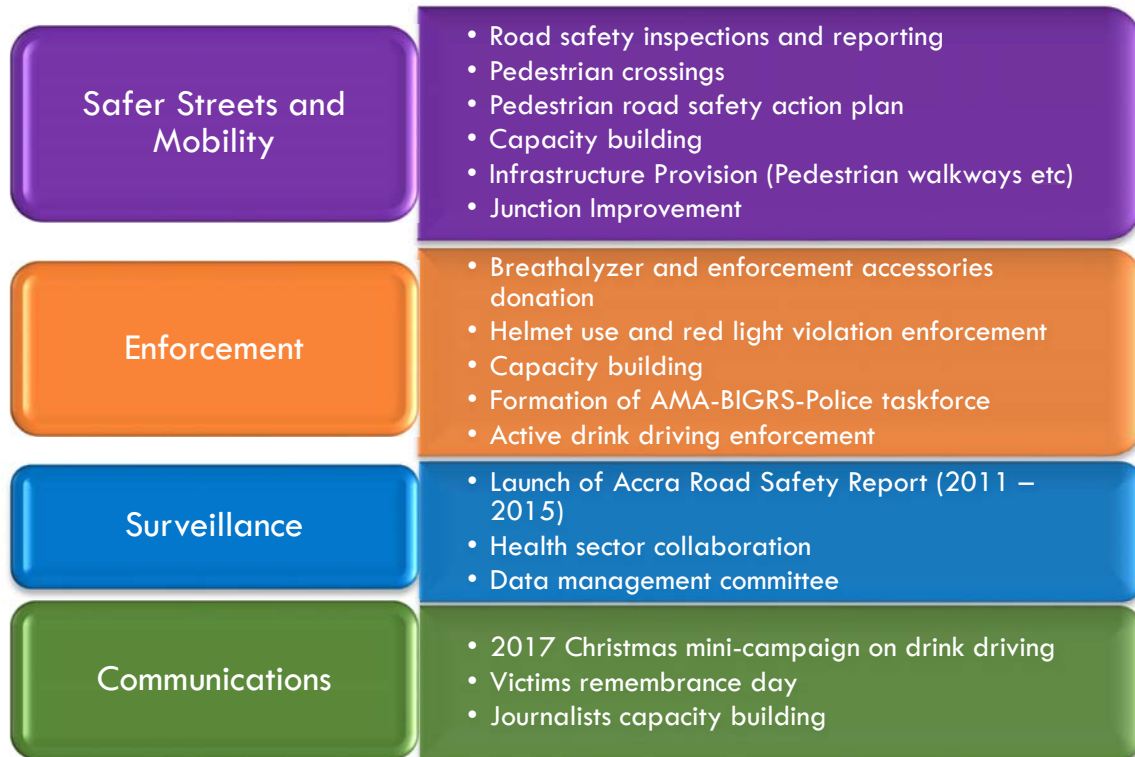 Safer Streets and
Mobility
• Road safety inspections and reporting
• Pedestrian crossings
• Pedestrian road safety action plan
• Capacity building
• Infrastructure Provision (Pedestrian walkways etc)
• Junction Improvement
Enforcement
• Breathalyzer and enforcement accessories
donation
• Helmet use and red light violation enforcement
• Capacity building
• Formation of AMA-BIGRS-Police taskforce
• Active drink driving enforcement
Surveillance
• Launch of Accra Road Safety Report (2011 –
2015)
• Health sector collaboration
• Data management committee
Communications
• 2017 Christmas mini-campaign on drink driving
• Victims remembrance day
• Journalists capacity building